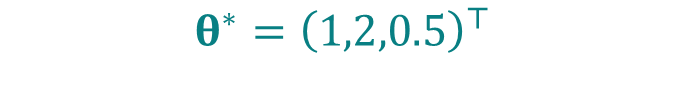 θ* = (1,2,0.5)⊤